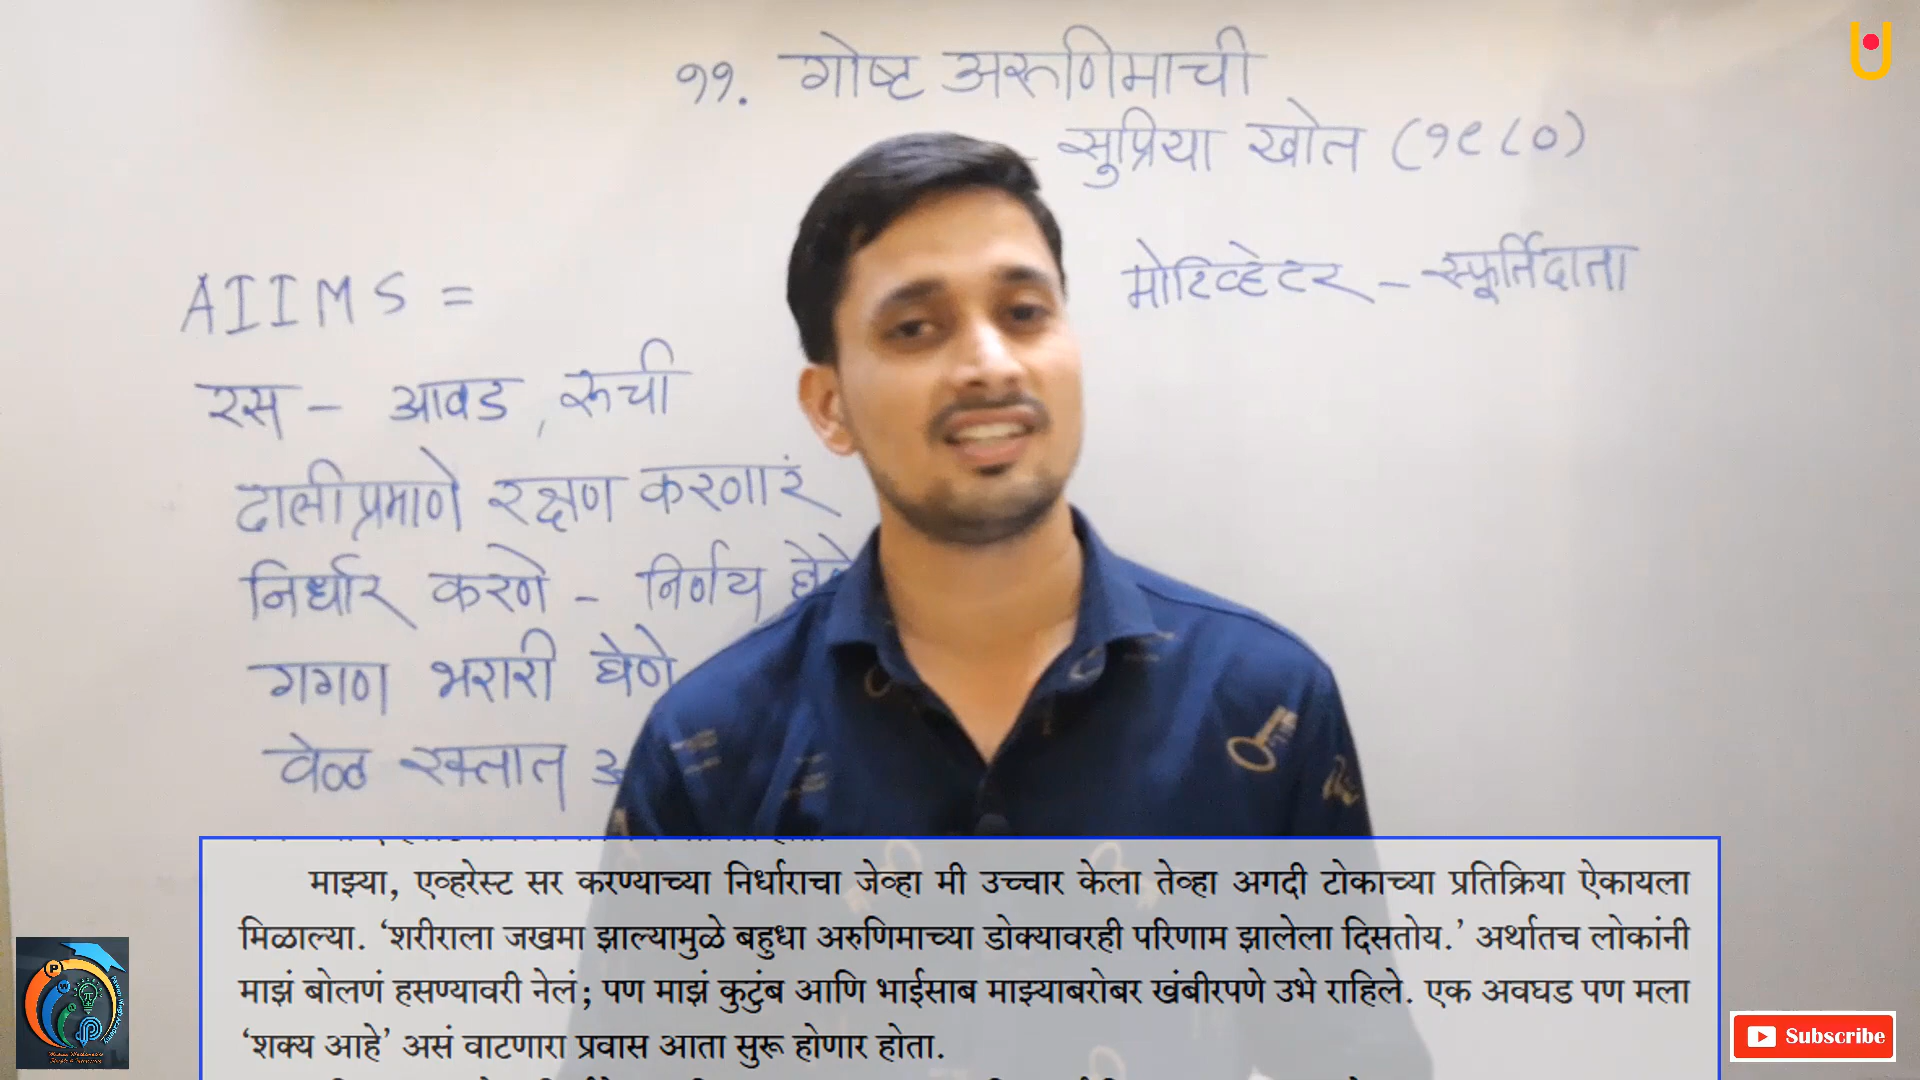 ११. गोष्ट अरुणिमाची
सुप्रिया खोत (१९८०)
मोटिव्हेटर - स्फूर्तिदाता
AIIMS =
रस - आवड, रुची
ढालीप्रमाणे रक्षण करणारं
निर्धार करणे - निर्णय
गगण भरारी घेणे
वेळ रक्तात
माझ्या, एव्हरेस्ट सर करण्याच्या निर्धाराचा जेव्हा मी उच्चार केला तेव्हा अगदी टोकाच्या प्रतिक्रिया ऐकायला
मिळाल्या. ‘शरीराला जखमा झाल्यामुळे बहुधा अरुणिमाच्या डोक्यावरही परिणाम झालेला दिसतोय.’ अर्थातच लोकांनी
माझं बोलणं हसण्यावरी नेलं; पण माझं कुटुंब आणि भाईसाब माझ्याबरोबर खंबीरपणे उभे राहिले. एक अवघड पण मला
‘शक्य आहे’ असं वाटणारा प्रवास आता सुरू होणार होता.
Subscribe